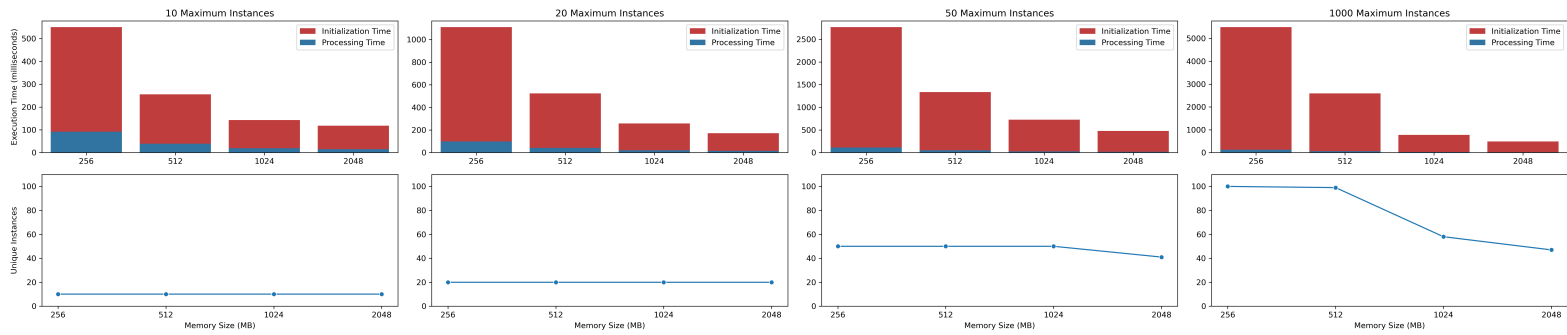 10 Maximum Instances
Execution Time (milliseconds)
500
400
300
200
100
0
Initialization Time
Processing Time
256 512 1024 2048
20 Maximum Instances
1000
800
600
400
200
0
Initialization Time
Processing Time
256 512 1024 2048
50 Maximum Instances
2500
2000
1500
1000
500
0
Initialization Time
Processing Time
256 512 1024 2048
1000 Maximum Instances
5000
4000
3000
2000
1000
0
Initialization Time
Processing Time
256 512 1024 2048
Unique Instances
100
80
60
40
20
0
256 512 1024 2048
Memory Size (MB)
100
80
60
40
20
0
256 512 1024 2048
Memory Size (MB)
100
80
60
40
20
0
256 512 1024 2048
Memory Size (MB)
100
80
60
40
20
0
256 512 1024 2048
Memory Size (MB)